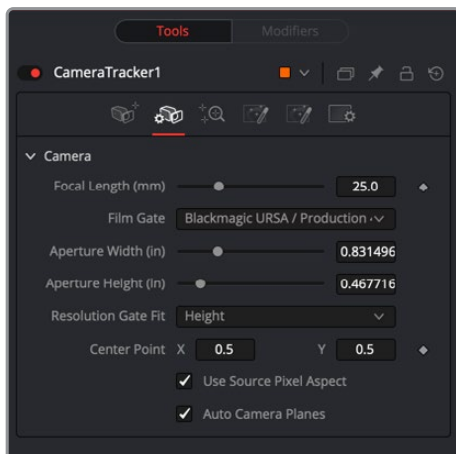 Tools Modifiers
CameraTracker1
Camera
Focal Length (mm) 25.0
Film Gate Blackmagic URSA / Production
Aperture Width (in) 0.831496
Aperture Height (in) 0.467716
Resolution Gate Fit Height
Center Point X 0.5 Y 0.5
Use Source Pixel Aspect
Auto Camera Planes